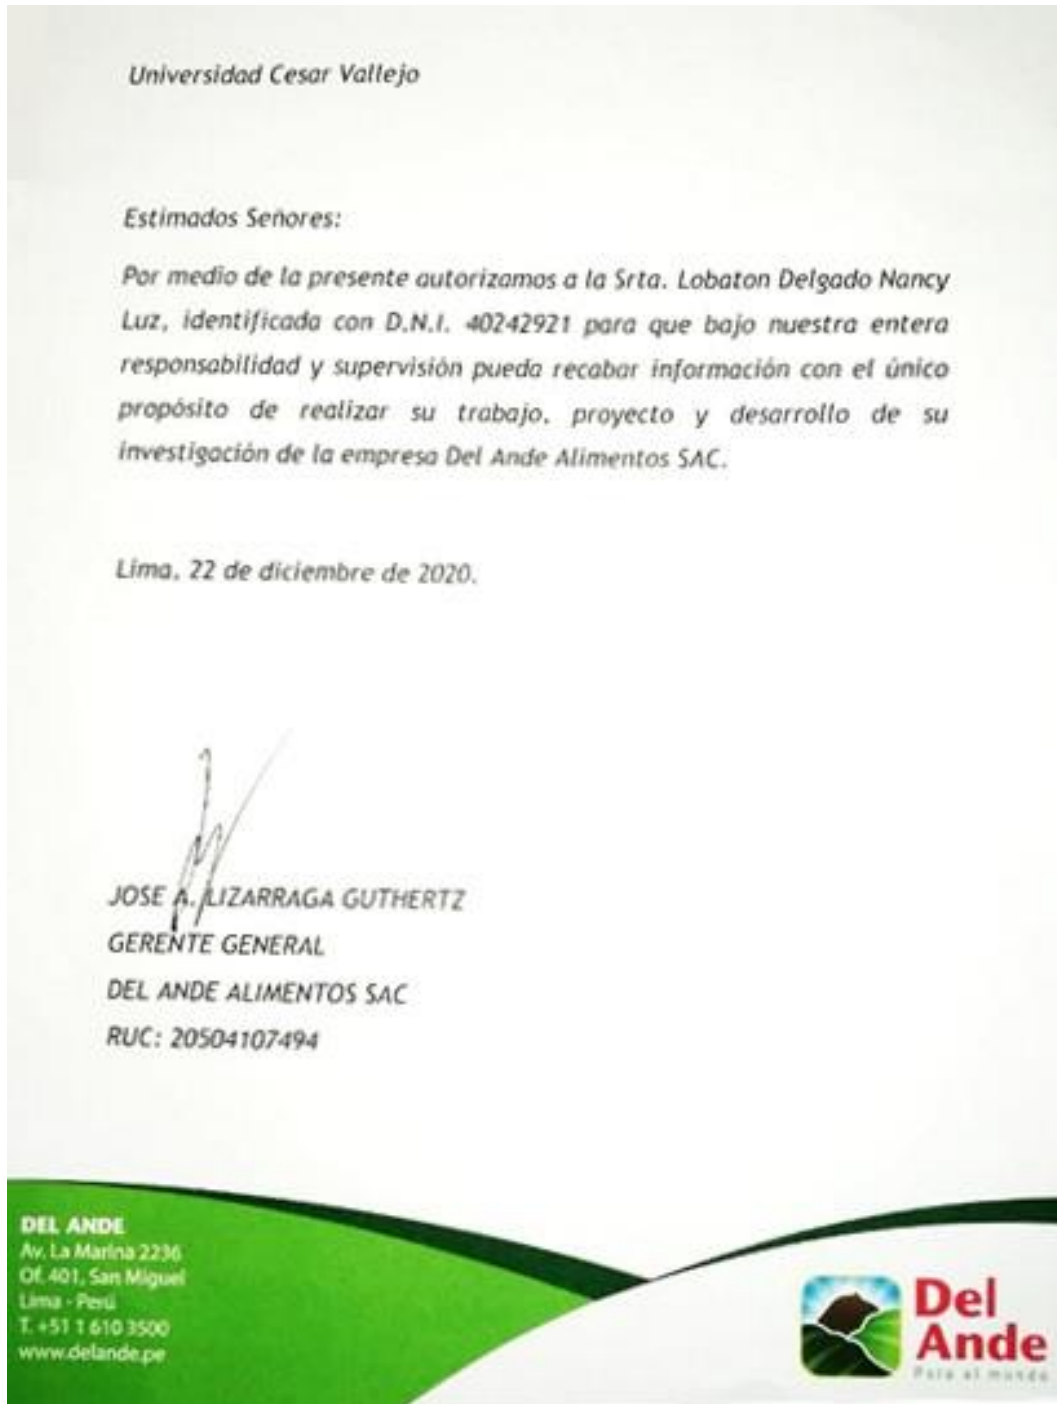 Universidad Cesar Vallejo
Estimados Señores:
Por medio de la presente autorizamos a la Srta. Lobaton Delgado Nancy
Luz, identificada con D.N.I. 40242921 para que bajo nuestra entera
responsabilidad y supervisión pueda recabar información con el único
propósito de realizar su trabajo, proyecto y desarrollo de su
investigación de la empresa Del Ande Alimentos SAC.
Lima, 22 de diciembre de 2020.
JOSE A. LIZARRAGA GUTHERTZ
GERENTE GENERAL
DEL ANDE ALIMENTOS SAC
RUC: 20504107494
DEL ANDE
Av. La Marina 2236
Of. 401, San Miguel
Lima - Perú
T. +51 1 610 3500
www.delande.pe
Del
Ande
Para el mundo